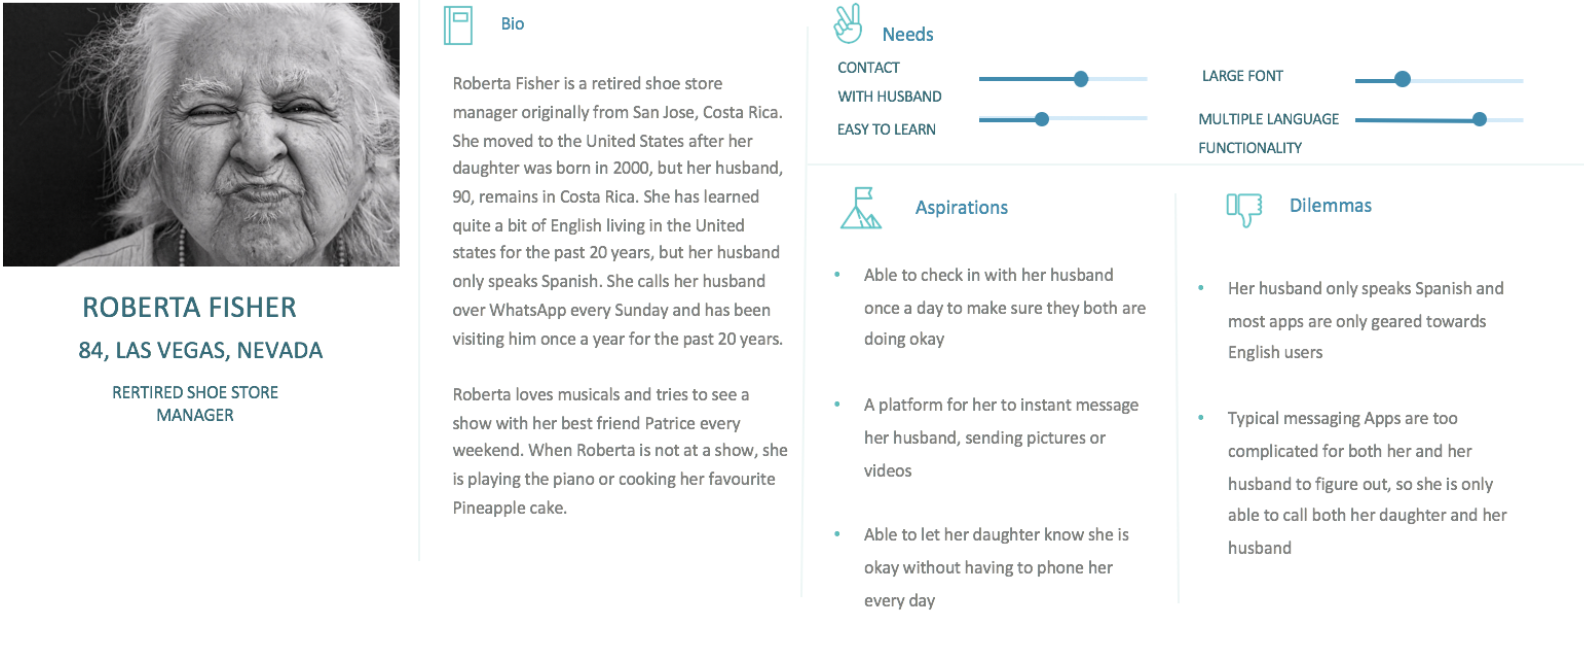 ROBERTA FISHER
84, LAS VEGAS, NEVADA
RERTIRED SHOE STORE
MANAGER
Bio
Roberta Fisher is a retired shoe store
manager originally from San Jose, Costa Rica.
She moved to the United States after her
daughter was born in 2000, but her husband,
90, remains in Costa Rica. She has learned
quite a bit of English living in the United
states for the past 20 years, but her husband
only speaks Spanish. She calls her husband
over WhatsApp every Sunday and has been
visiting him once a year for the past 20 years.
Roberta loves musicals and tries to see a
show with her best friend Patrice every
weekend. When Roberta is not at a show, she
is playing the piano or cooking her favourite
Pineapple cake.
Needs
CONTACT
WITH HUSBAND
EASY TO LEARN
LARGE FONT
MULTIPLE LANGUAGE
FUNCTIONALITY
Aspirations
• Able to check in with her husband
once a day to make sure they both are
doing okay
• A platform for her to instant message
her husband, sending pictures or
videos
• Able to let her daughter know she is
okay without having to phone her
every day
Dilemmas
• Her husband only speaks Spanish and
most apps are only geared towards
English users
• Typical messaging Apps are too
complicated for both her and her
husband to figure out, so she is only
able to call both her daughter and her
husband